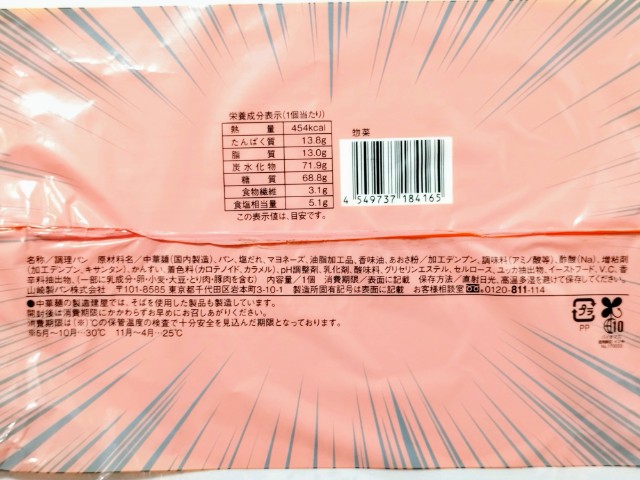 栄養成分表示(1個当たり)
熱量 454kcal
たんぱく質 13.8g
脂質 13.0g
炭水化物 71.9g
糖質 68.8g
食物繊維 3.1g
食塩相当量 5.1g
この表示値は、目安です。
惣菜
4 549737 184165
名称／調理パン 原材料名／中華麺(国内製造)、パン、塩だれ、マヨネーズ、油脂加工品、香味油、あおさ粉／加工デンプン、調味料(アミノ酸等)、酢酸(Na)、増粘剤
(加工デンプン、キサンタン)、かんすい、着色料(カロテノイド、カラメル)、pH調整剤、乳化剤、酸味料、グリセリンエステル、セルロース、ユッカ抽出物、イーストフード、V.C、香
辛料抽出物、(一部に乳成分・卵・小麦・大豆・とり肉・豚肉を含む) 内容量／1個 消費期限／表面に記載 保存方法／直射日光、高温多湿を避けて保存してください。
山崎製パン株式会社 〒101-8585 東京都千代田区岩本町3-10-1 製造所固有記号は表面に記載 お客様相談室 0120-811-114
●中華麺の製造建屋では、そばを使用した製品も製造しています。
開封後は消費期限にかかわらずお早めにお召しあがりください。
消費期限は(※)℃の保管温度での検査で十分安全を見込んだ期限となっております。
※5月〜10月…30℃ 11月〜4月…25℃
プラ
PP
10